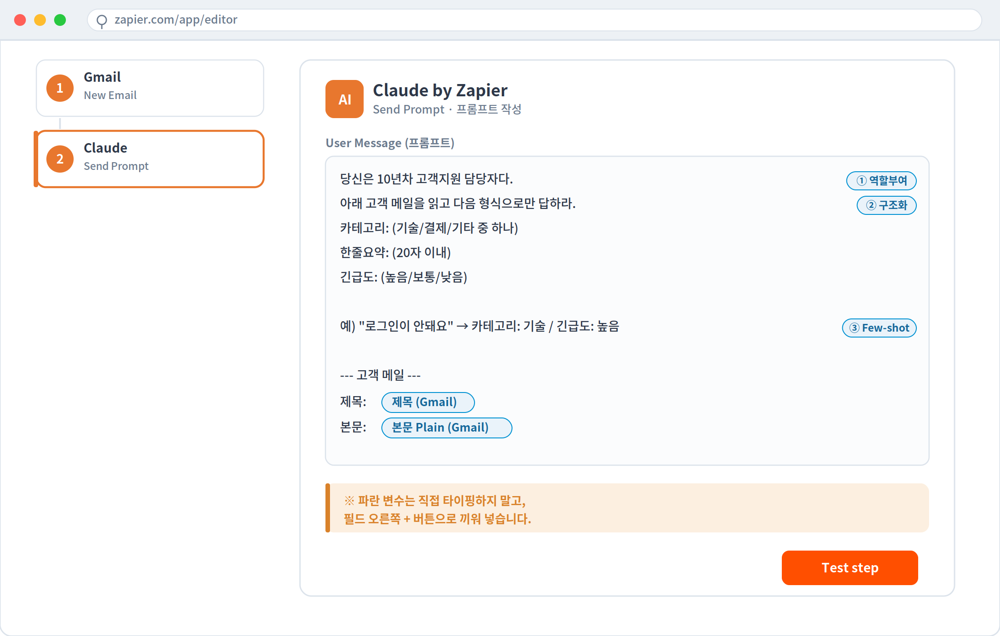 zapier.com/app/editor
1
Gmail
New Email
2
Claude
Send Prompt
AI
Claude by Zapier
Send Prompt · 프롬프트 작성
User Message (프롬프트)
당신은 10년차 고객지원 담당자다.
① 역할부여
아래 고객 메일을 읽고 다음 형식으로만 답하라.
② 구조화
카테고리: (기술/결제/기타 중 하나)
한줄요약: (20자 이내)
긴급도: (높음/보통/낮음)
예) "로그인이 안돼요" → 카테고리: 기술 / 긴급도: 높음
③ Few-shot
--- 고객 메일 ---
제목: 제목 (Gmail)
본문: 본문 Plain (Gmail)
※ 파란 변수는 직접 타이핑하지 말고,
필드 오른쪽 + 버튼으로 끼워 넣습니다.
Test step